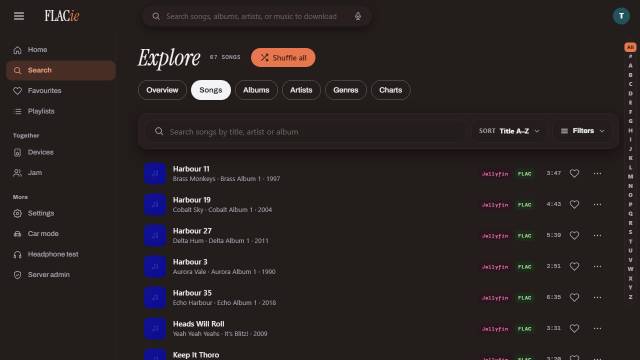 FLACie
Search songs, albums, artists, or music to download
T
Home
Search
Favourites
Playlists
Together
Devices
Jam
More
Settings
Car mode
Headphone test
Server admin
Explore
67 SONGS
Shuffle all
Overview
Songs
Albums
Artists
Genres
Charts
Search songs by title, artist or album
SORT Title A–Z
Filters
Harbour 11
Brass Monkeys · Brass Album 1 · 1997
Jellyfin FLAC 3:47
Harbour 19
Cobalt Sky · Cobalt Album 1 · 2004
Jellyfin FLAC 4:43
Harbour 27
Delta Hum · Delta Album 1 · 2011
Jellyfin FLAC 5:39
Harbour 3
Aurora Vale · Aurora Album 1 · 1990
Jellyfin FLAC 2:51
Harbour 35
Echo Harbour · Echo Album 1 · 2018
Jellyfin FLAC 6:35
Heads Will Roll
Yeah Yeah Yeahs · It's Blitz! · 2009
Jellyfin FLAC 3:31
Keep It Thoro
All
#
A
B
C
D
E
F
G
H
I
J
K
L
M
N
O
P
Q
R
S
T
U
V
W
X
Y
Z